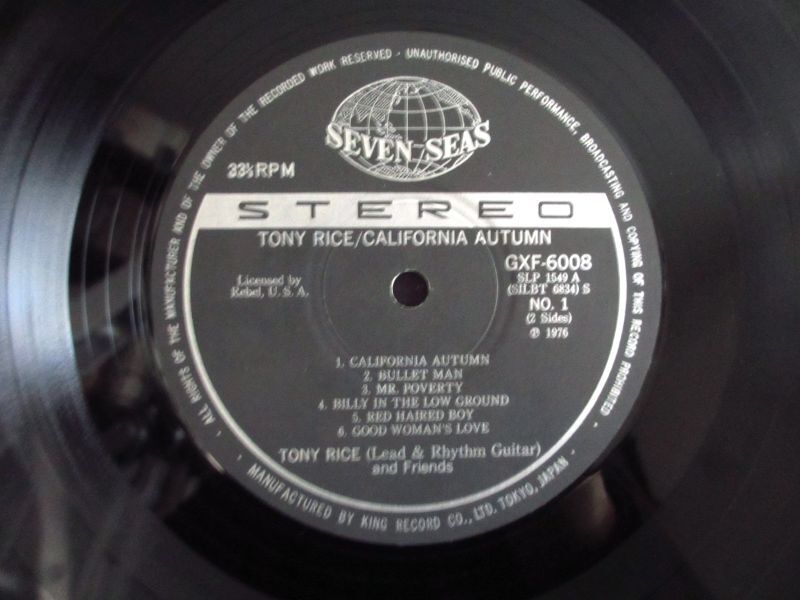 ALL RIGHTS OF THE MANUFACTURER AND OF THE OWNER OF THE RECORDED WORK RESERVED · UNAUTHORISED PUBLIC PERFORMANCE, BROADCASTING AND COPYING OF THIS RECORD PROHIBITED ·
SEVEN-SEAS
33⅓ RPM
STEREO
TONY RICE/CALIFORNIA AUTUMN
Licensed by
Rebel, U. S. A.
GXF-6008
SLP 1549 A
(SILBT 6834) S
NO. 1
(2 Sides)
Ⓟ 1976
1. CALIFORNIA AUTUMN
2. BULLET MAN
3. MR. POVERTY
4. BILLY IN THE LOW GROUND
5. RED HAIRED BOY
6. GOOD WOMAN'S LOVE
TONY RICE (Lead & Rhythm Guitar)
and Friends
· MANUFACTURED BY KING RECORD CO., LTD. TOKYO, JAPAN ·